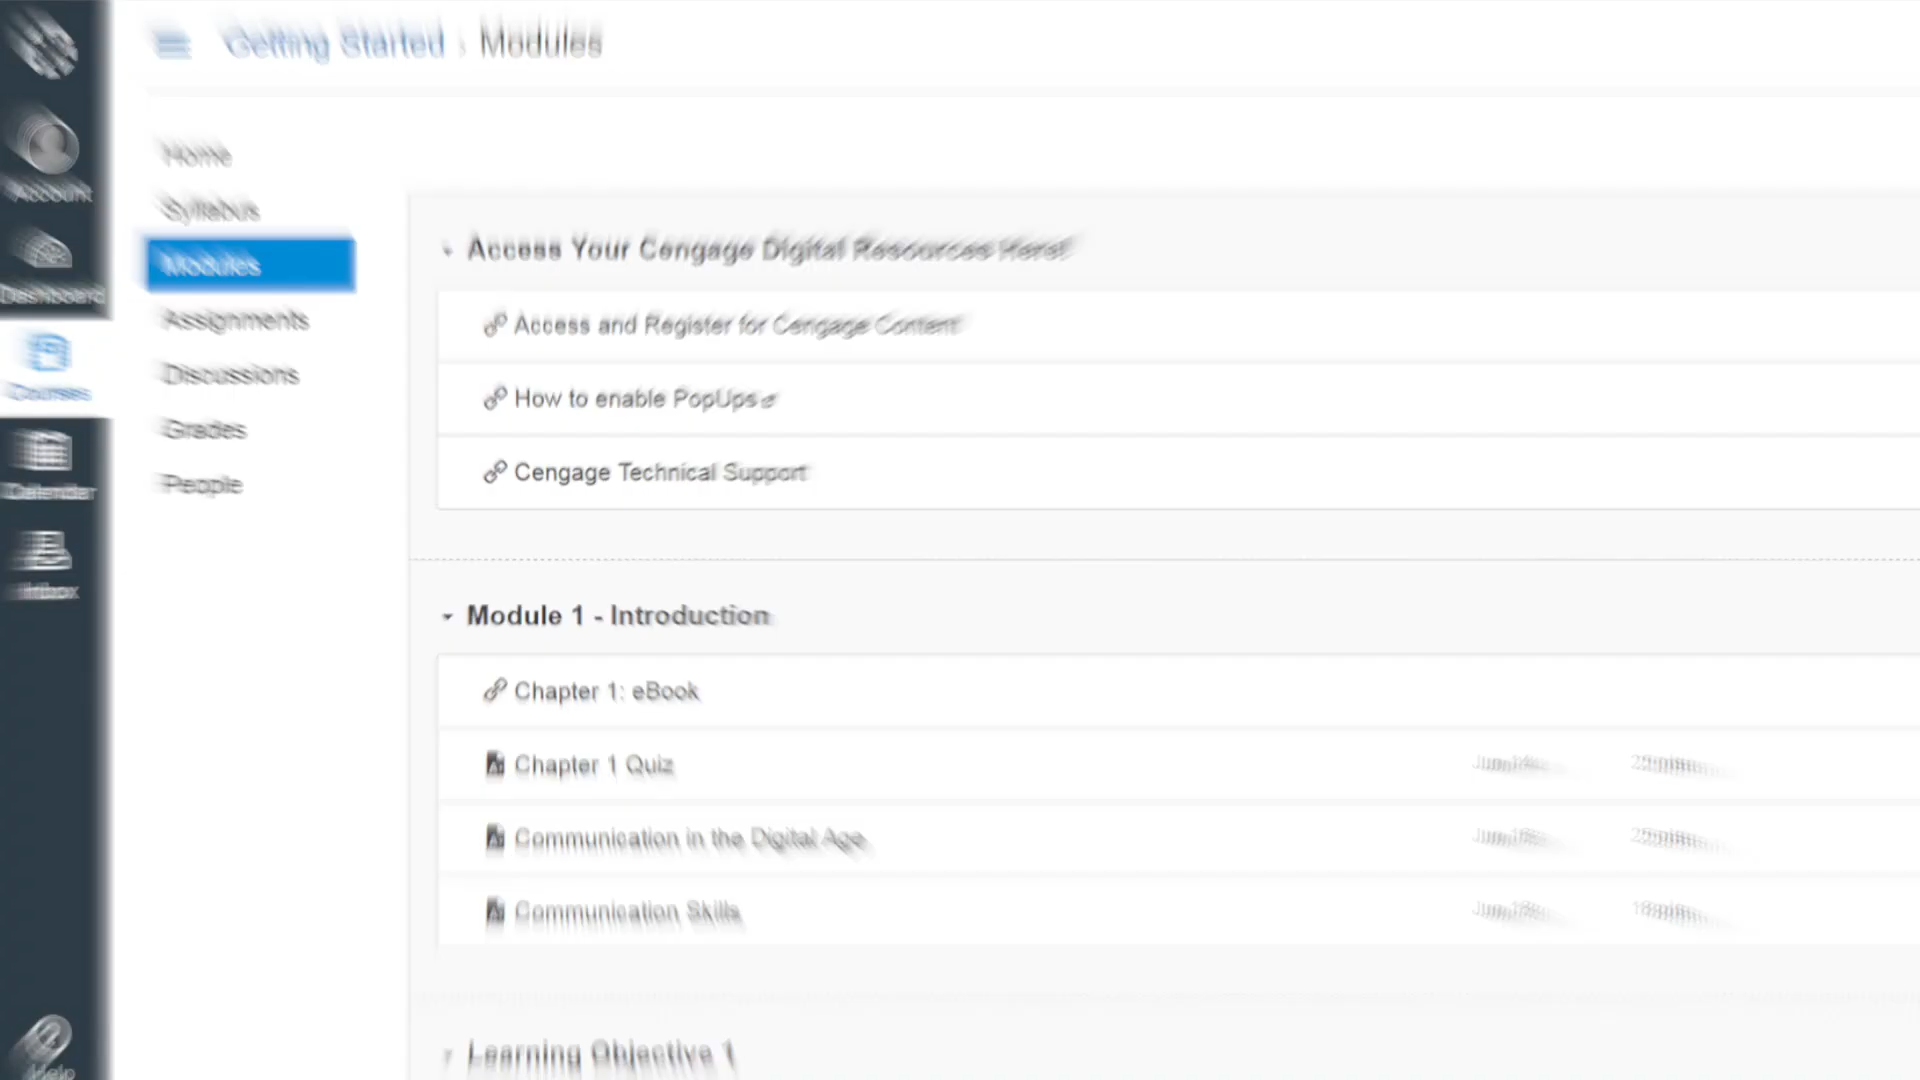 Getting Started › Modules
Account
Dashboard
Courses
Calendar
Inbox
Help
Home
Syllabus
Modules
Assignments
Discussions
Grades
People
Access Your Cengage Digital Resources Here!
Access and Register for Cengage Content
How to enable PopUps
Cengage Technical Support
Module 1 - Introduction
Chapter 1: eBook
Chapter 1 Quiz
Communication in the Digital Age
Communication Skills
Learning Objective 1